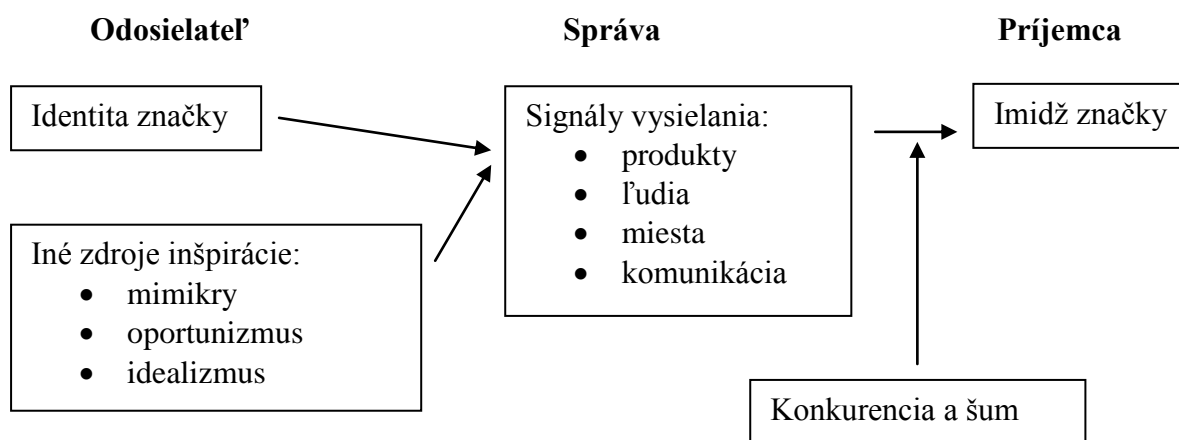 Odosielateľ
Správa
Príjemca
Identita značky
Signály vysielania:
• produkty
• ľudia
• miesta
• komunikácia
Imidž značky
Iné zdroje inšpirácie:
• mimikry
• oportunizmus
• idealizmus
Konkurencia a šum